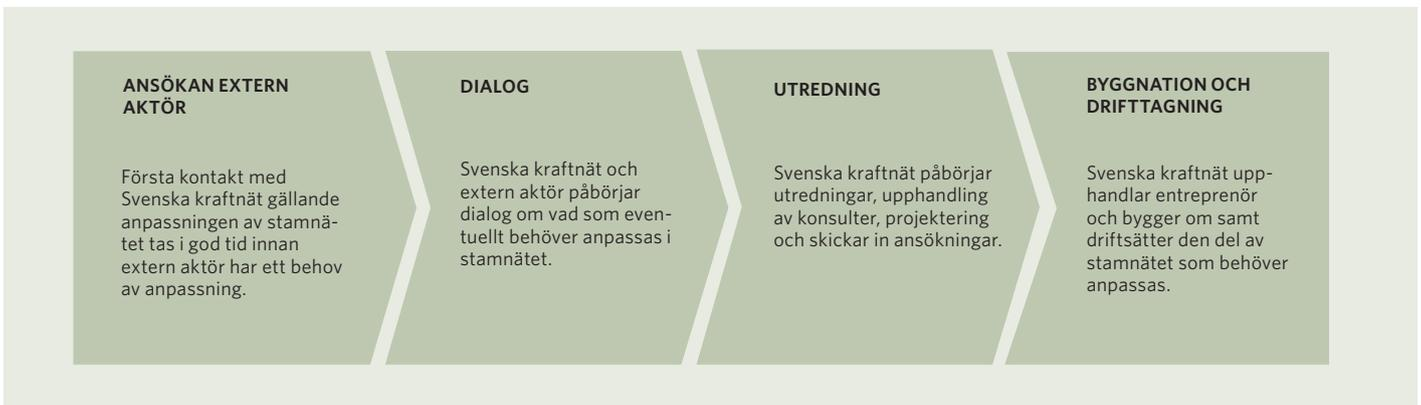 ANSÖKAN EXTERN
AKTÖR
Första kontakt med
Svenska kraftnät gällande
anpassningen av stamnä-
tet tas i god tid innan
extern aktör har ett behov
av anpassning.
DIALOG
Svenska kraftnät och
extern aktör påbörjar
dialog om vad som even-
tuellt behöver anpassas i
stamnätet.
UTREDNING
Svenska kraftnät påbörjar
utredningar, upphandling
av konsulter, projektering
och skickar in ansökningar.
BYGGNATION OCH
DRIFTTAGNING
Svenska kraftnät upp-
handlar entreprenör
och bygger om samt
driftsätter den del av
stamnätet som behöver
anpassas.